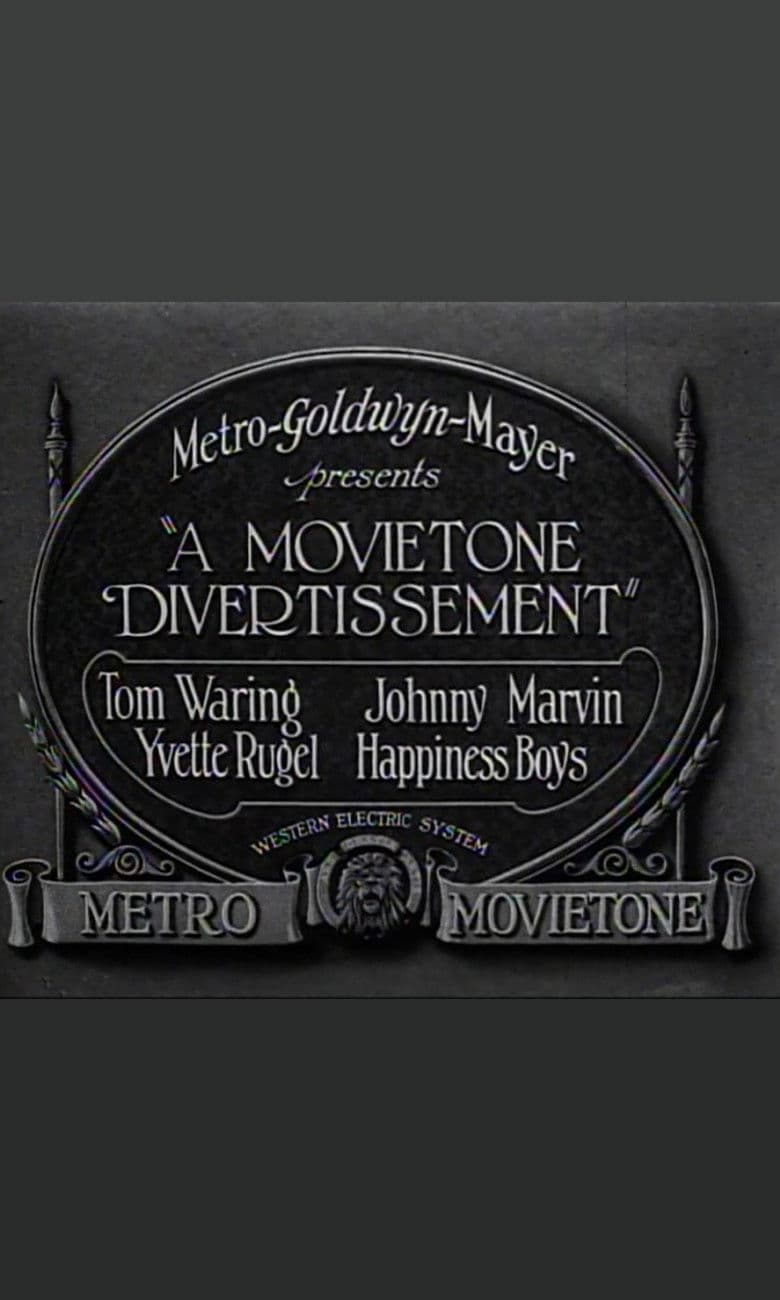 Metro-Goldwyn-Mayer
presents
"A MOVIETONE
DIVERTISSEMENT"
Tom Waring Johnny Marvin
Yvette Rugel Happiness Boys
WESTERN ELECTRIC SYSTEM
METRO MOVIETONE